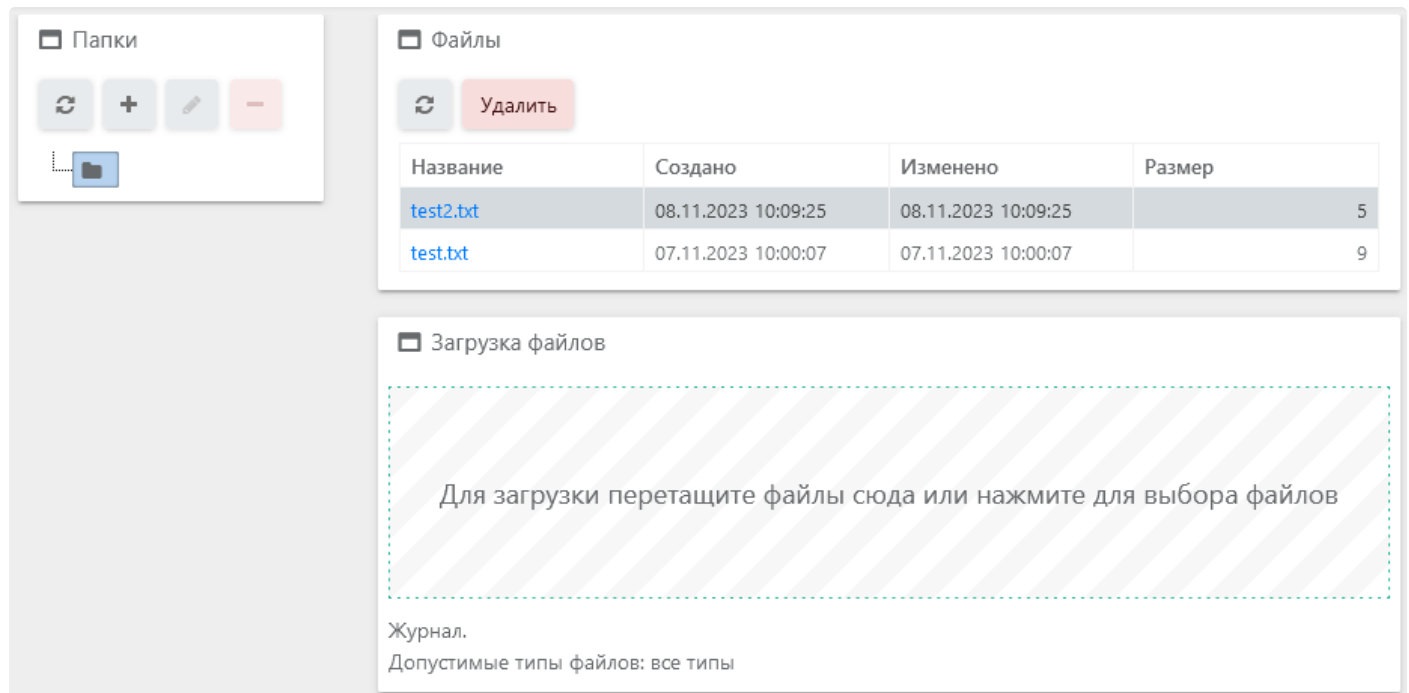 Папки
Файлы
Удалить
Название Создано Изменено Размер
test2.txt 08.11.2023 10:09:25 08.11.2023 10:09:25 5
test.txt 07.11.2023 10:00:07 07.11.2023 10:00:07 9
Загрузка файлов
Для загрузки перетащите файлы сюда или нажмите для выбора файлов
Журнал.
Допустимые типы файлов: все типы